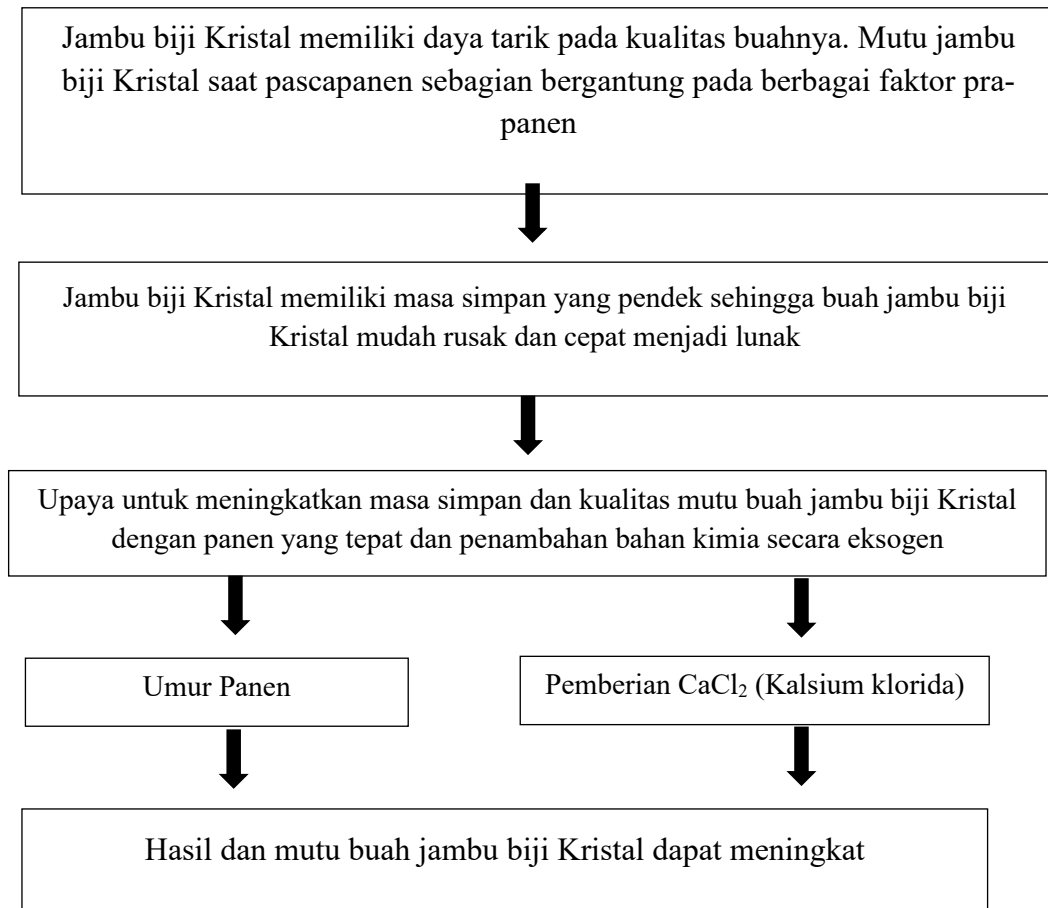 Jambu biji Kristal memiliki daya tarik pada kualitas buahnya. Mutu jambu
biji Kristal saat pascapanen sebagian bergantung pada berbagai faktor pra-
panen
Jambu biji Kristal memiliki masa simpan yang pendek sehingga buah jambu biji
Kristal mudah rusak dan cepat menjadi lunak
Upaya untuk meningkatkan masa simpan dan kualitas mutu buah jambu biji Kristal
dengan panen yang tepat dan penambahan bahan kimia secara eksogen
Umur Panen
Pemberian CaCl₂ (Kalsium klorida)
Hasil dan mutu buah jambu biji Kristal dapat meningkat